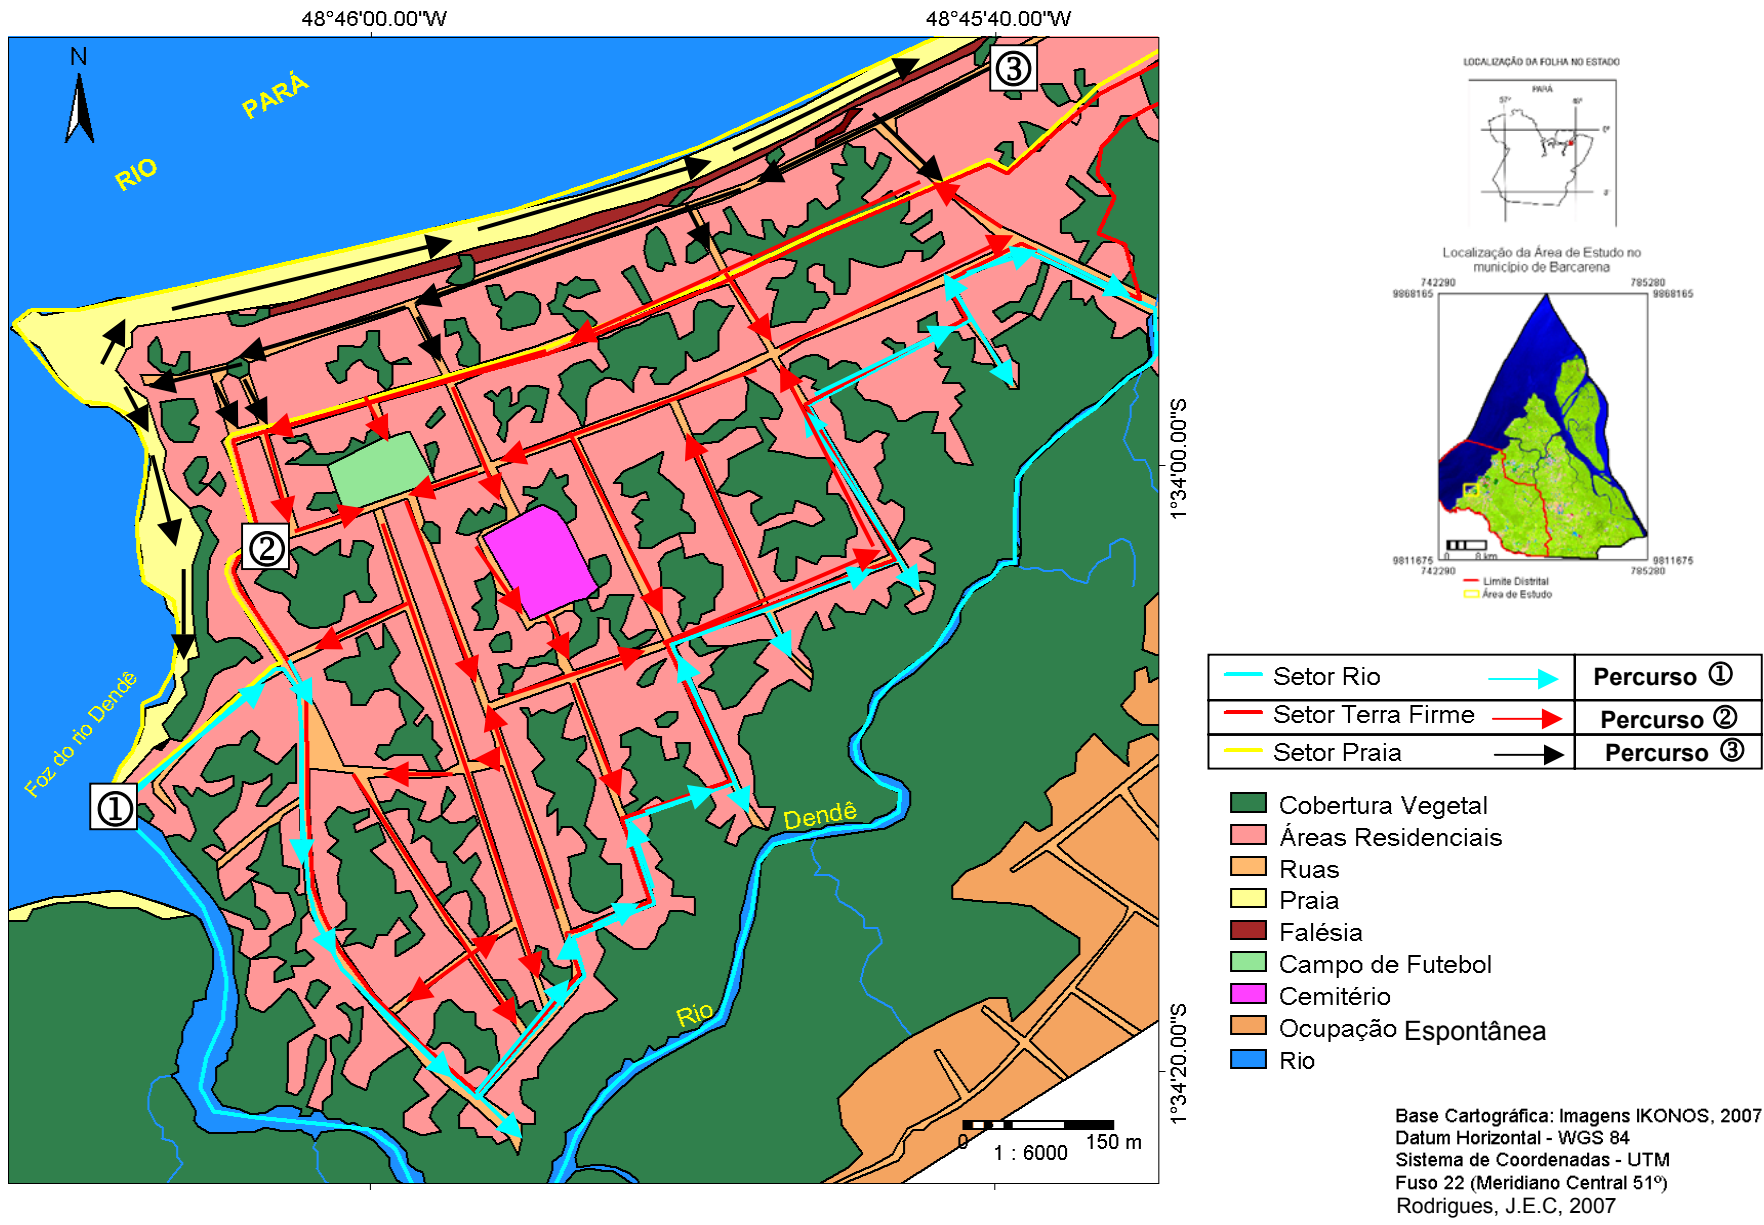 48°46'00.00"W
48°45'40.00"W
N
RIO
PARÁ
③
②
①
Foz do rio Dendê
Dendê
Rio
1°34'00.00"S
1°34'20.00"S
0
150 m
1 : 6000
LOCALIZAÇÃO DA FOLHA NO ESTADO
PARÁ
0°
Localização da Área de Estudo no
município de Barcarena
742290
785280
9868165
9868165
0
8 km
9811675
9811675
742290
785280
Limite Distrital
Área de Estudo
Setor Rio
Percurso ①
Setor Terra Firme
Percurso ②
Setor Praia
Percurso ③
Cobertura Vegetal
Áreas Residenciais
Ruas
Praia
Falésia
Campo de Futebol
Cemitério
Ocupação Espontânea
Rio
Base Cartográfica: Imagens IKONOS, 2007
Datum Horizontal - WGS 84
Sistema de Coordenadas - UTM
Fuso 22 (Meridiano Central 51º)
Rodrigues, J.E.C, 2007